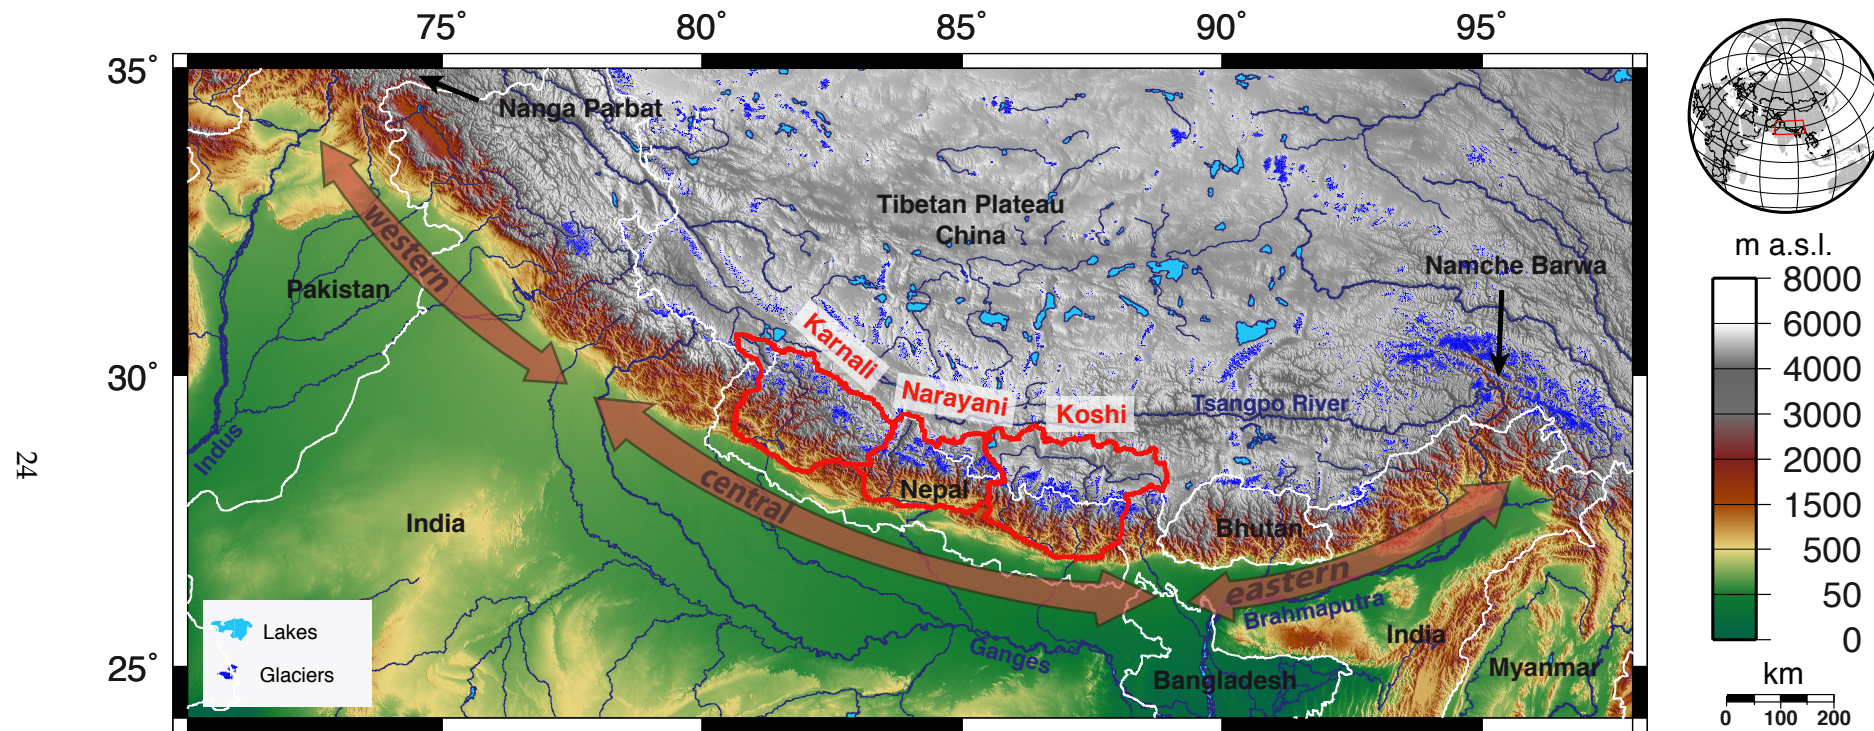 75°
80°
85°
90°
95°
35°
30°
25°
24
Nanga Parbat
Tibetan Plateau
China
Namche Barwa
western
Pakistan
Karnali
Narayani
Koshi
Tsangpo River
Indus
central
Nepal
India
Bhutan
eastern
Brahmaputra
India
Ganges
Bangladesh
Myanmar
Lakes
Glaciers
m a.s.l.
8000
6000
4000
3000
2000
1500
500
50
0
km
0 100 200